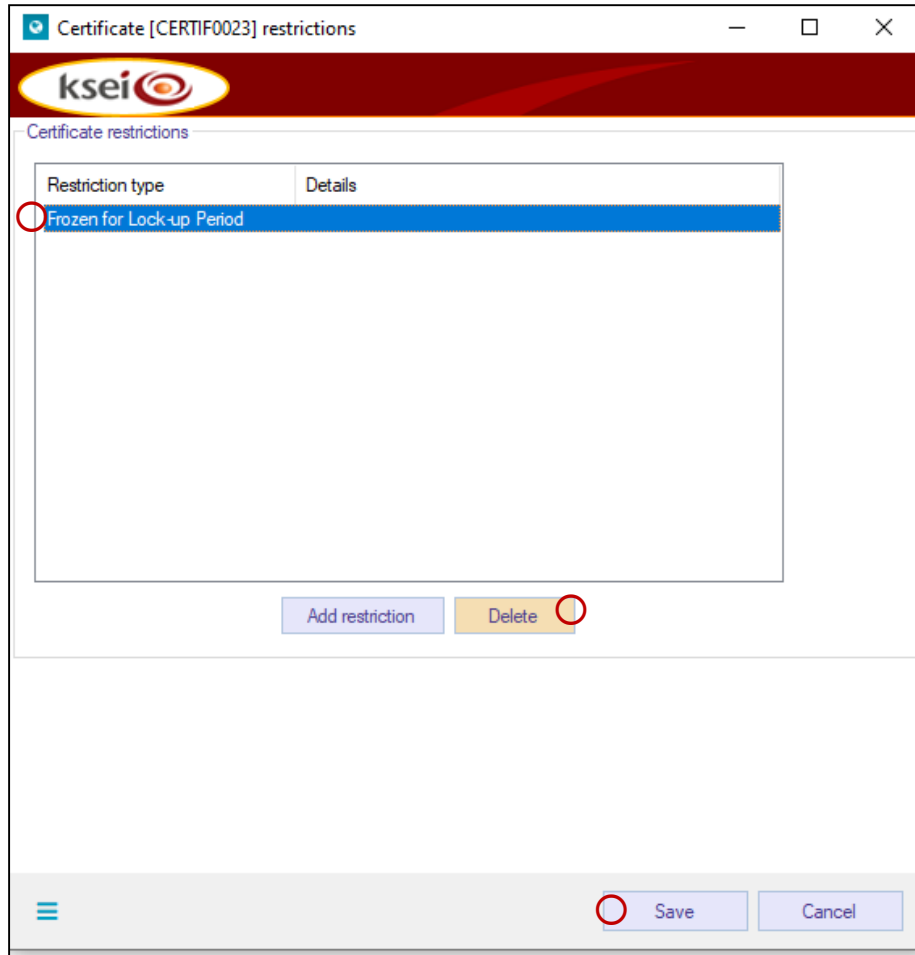 Certificate [CERTIF0023] restrictions
ksei
Certificate restrictions
Restriction type Details
Frozen for Lock-up Period
Add restriction Delete
Save Cancel